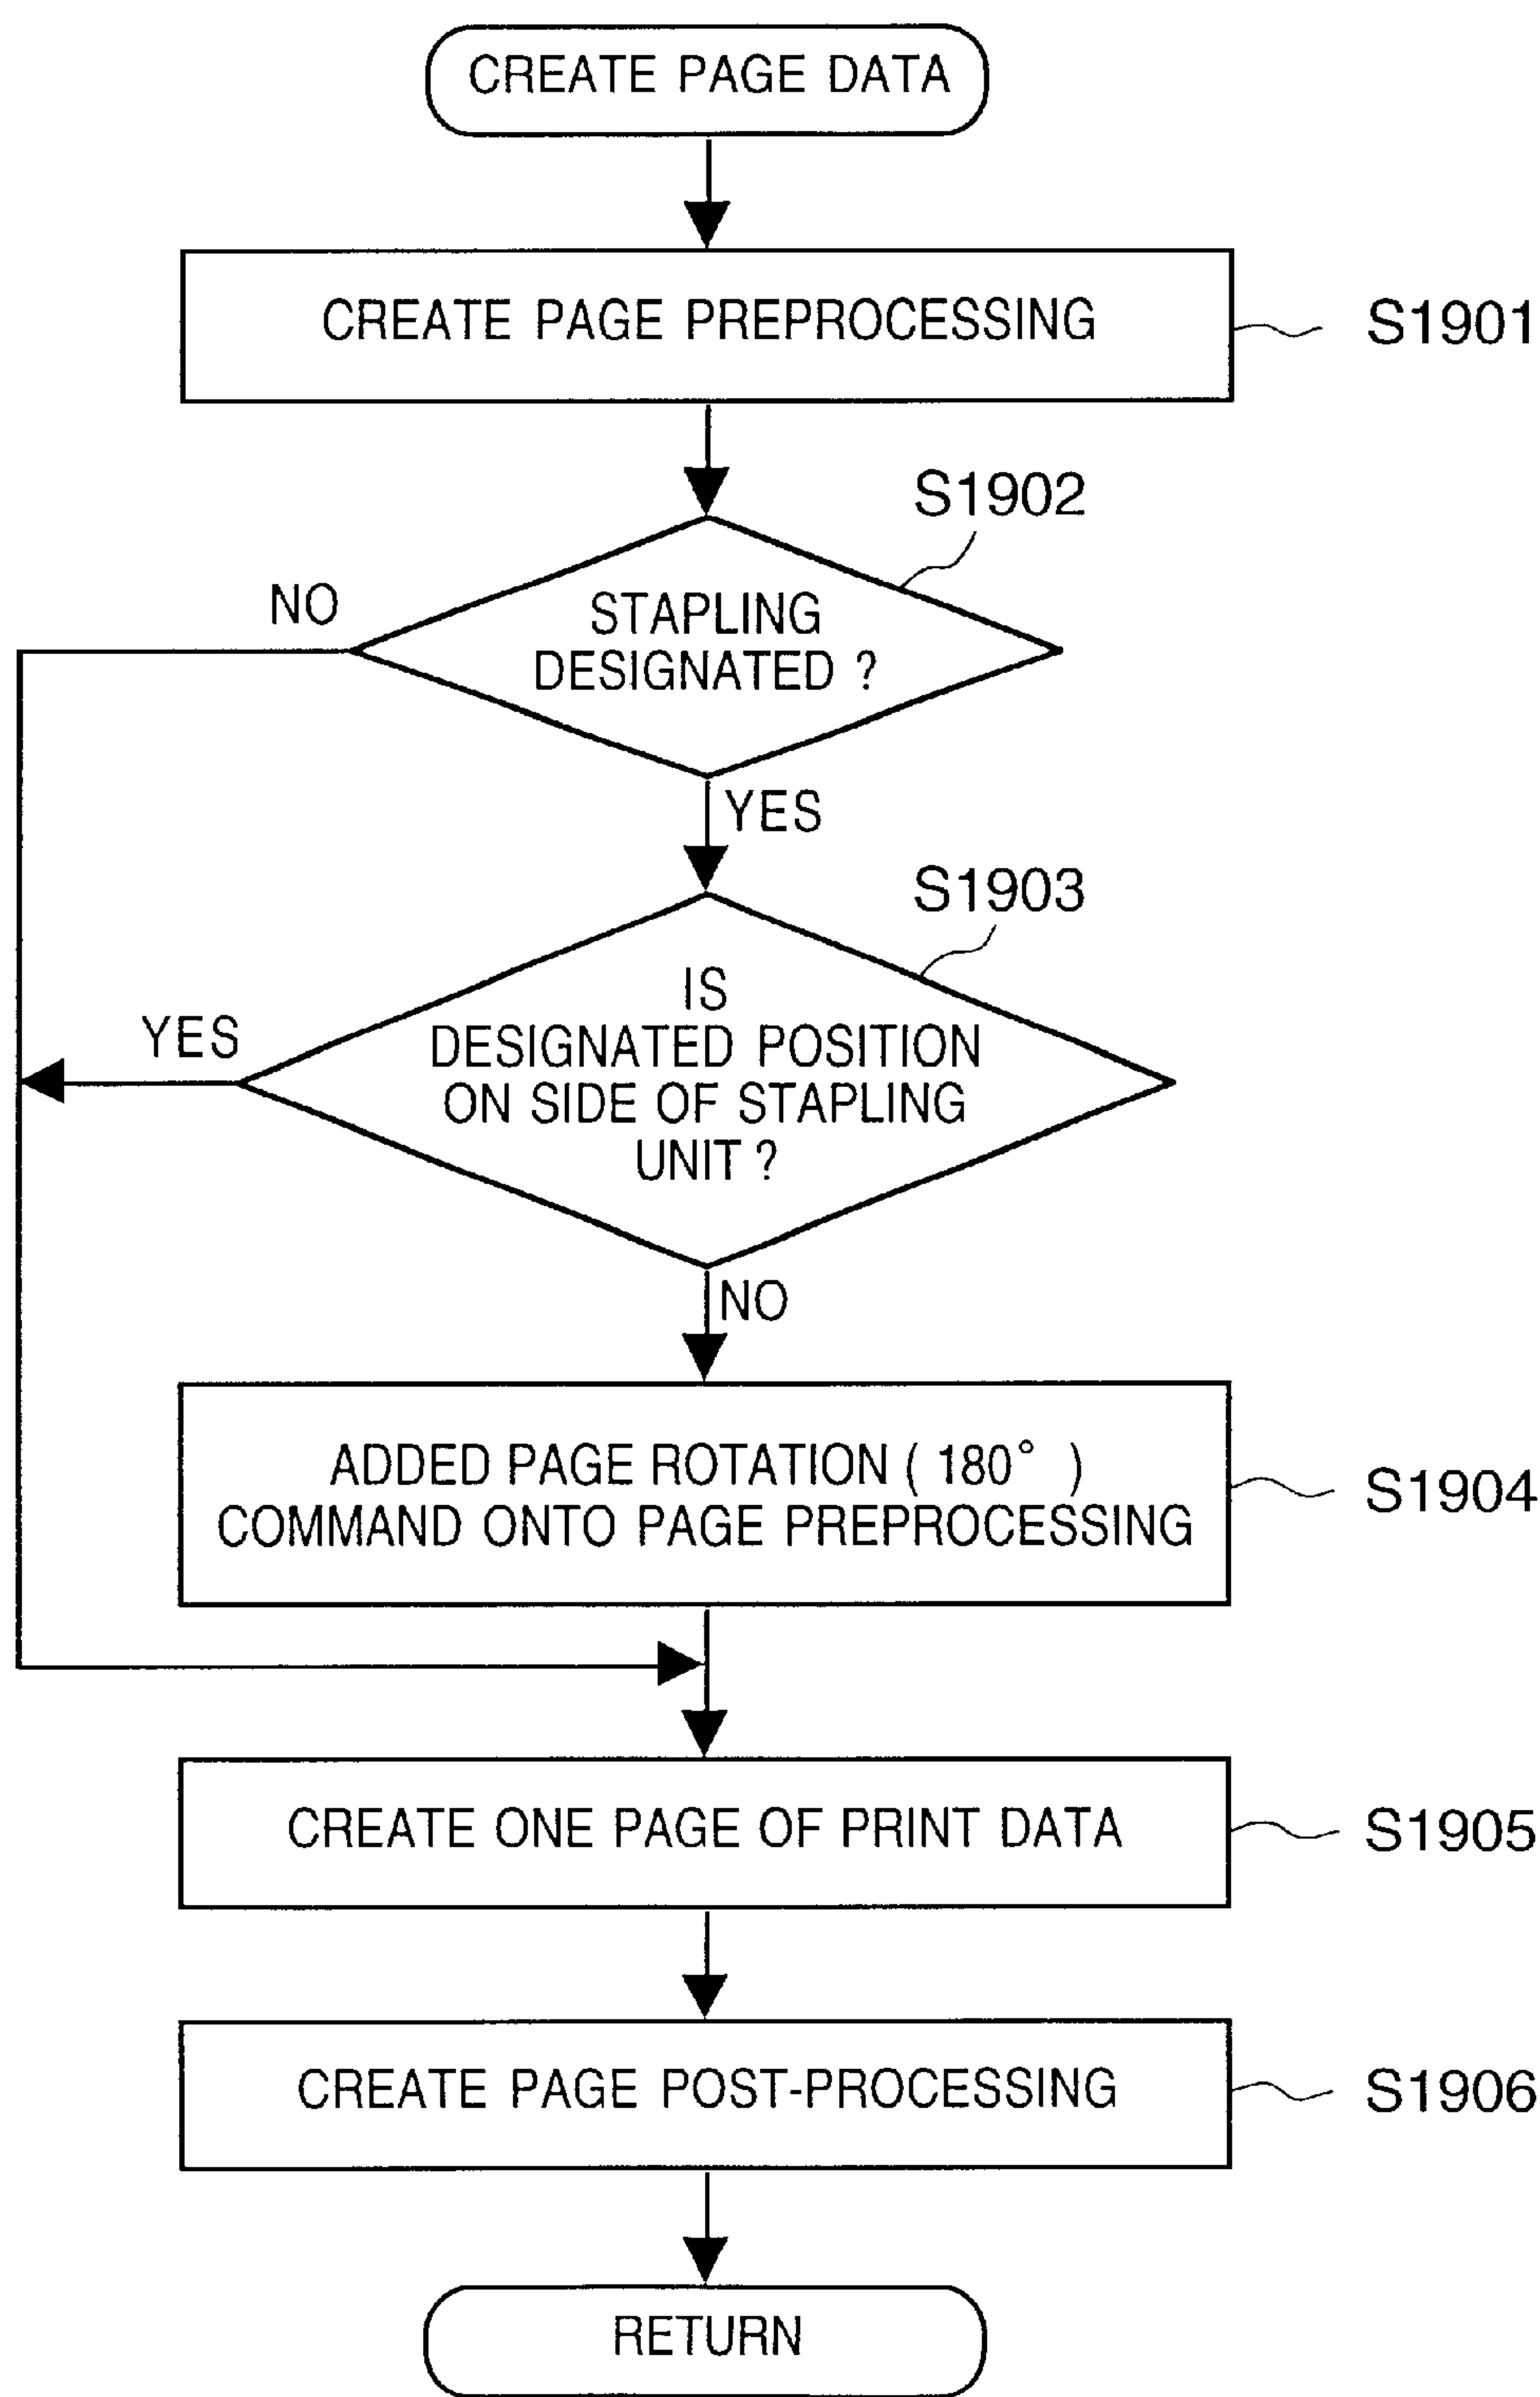 CREATE PAGE DATA
CREATE PAGE PREPROCESSING
S1901
S1902
NO
STAPLING
DESIGNATED ?
YES
S1903
IS
DESIGNATED POSITION
ON SIDE OF STAPLING
UNIT ?
YES
NO
ADDED PAGE ROTATION ( 180° )
COMMAND ONTO PAGE PREPROCESSING
S1904
CREATE ONE PAGE OF PRINT DATA
S1905
CREATE PAGE POST-PROCESSING
S1906
RETURN